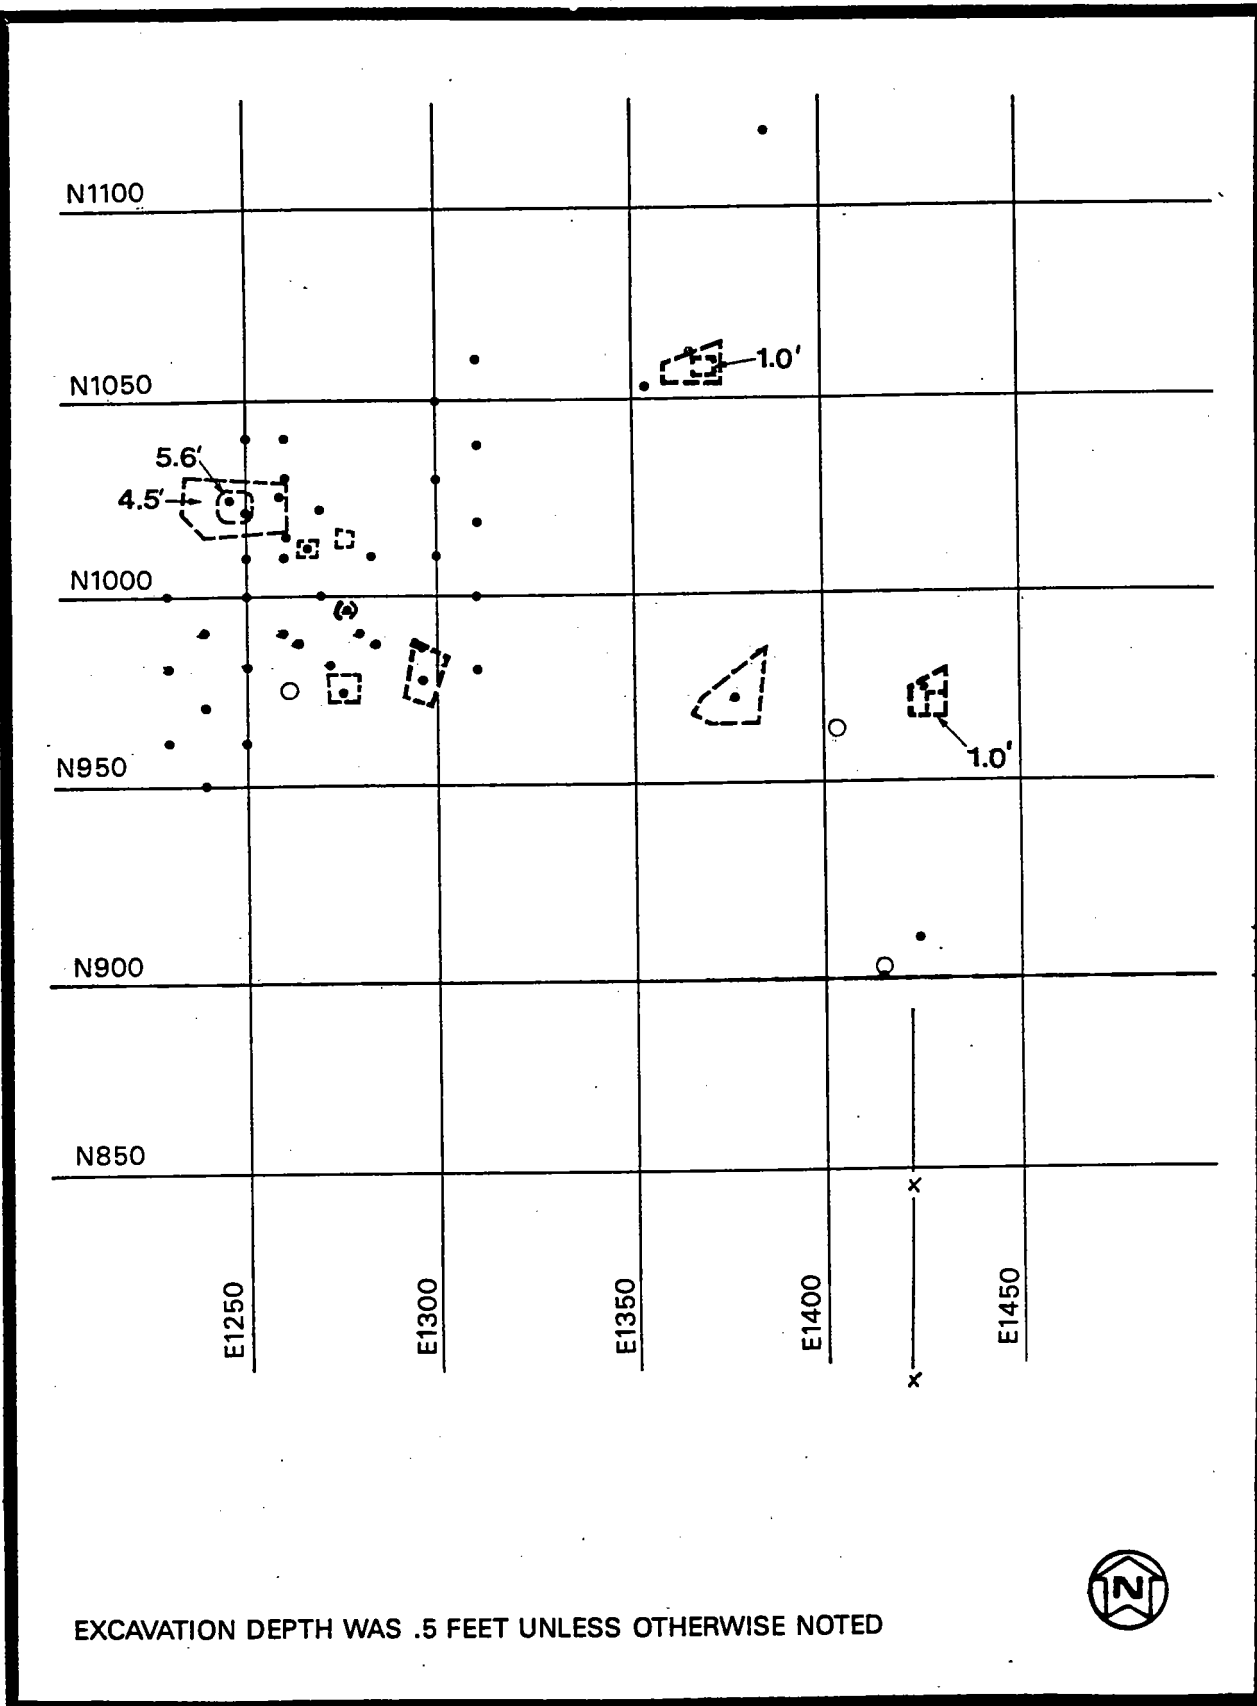 N1100
1.0'
N1050
5.6'
4.5'
N1000
N950
1.0'
N900
N850
x
E1250
E1300
E1350
E1400
E1450
x
N
EXCAVATION DEPTH WAS .5 FEET UNLESS OTHERWISE NOTED